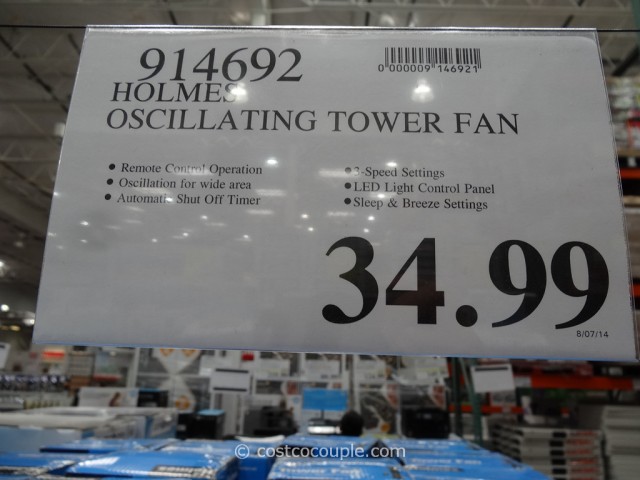 914692
0 000009 146921
HOLMES
OSCILLATING TOWER FAN
• Remote Control Operation
• Oscillation for wide area
• Automatic Shut Off Timer
• 3-Speed Settings
• LED Light Control Panel
• Sleep & Breeze Settings
34.99
8/07/14
© costcocouple.com